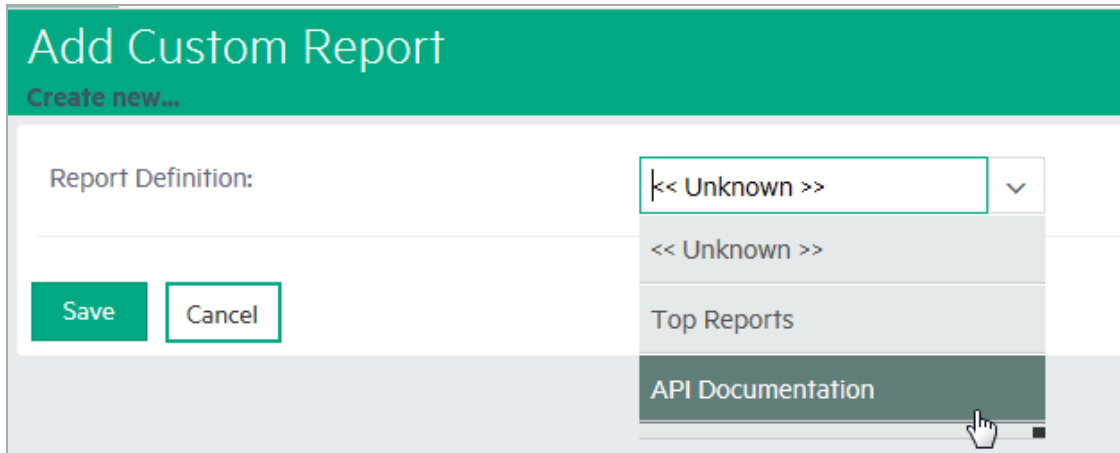 Add Custom Report
Create new...
Report Definition:
<< Unknown >>
<< Unknown >>
Top Reports
API Documentation
Save
Cancel